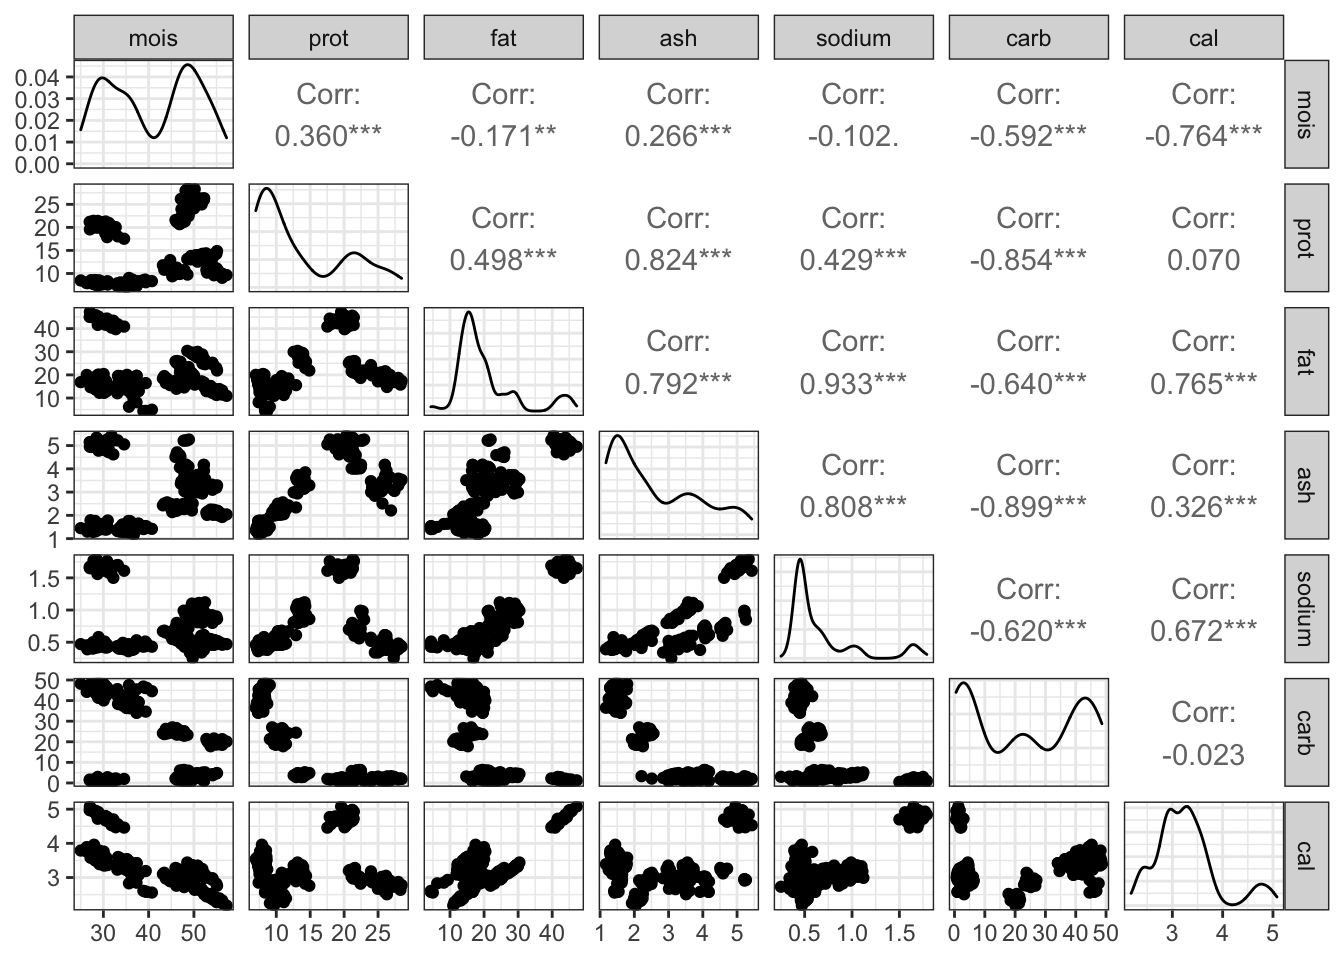 mois prot fat ash sodium carb cal
0.04
0.03
0.02
0.01
0.00
Corr: Corr: Corr: Corr: Corr: Corr:
0.360*** -0.171** 0.266*** -0.102. -0.592*** -0.764***
mois
25
20
15
10
Corr: Corr: Corr: Corr: Corr:
0.498*** 0.824*** 0.429*** -0.854*** 0.070
prot
40
30
20
10
Corr: Corr: Corr: Corr:
0.792*** 0.933*** -0.640*** 0.765***
fat
5
4
3
2
1
Corr: Corr: Corr:
0.808*** -0.899*** 0.326***
ash
1.5
1.0
0.5
Corr: Corr:
-0.620*** 0.672***
sodium
50
40
30
20
10
0
Corr:
-0.023
carb
5
4
3
cal
30 40 50 10 15 20 25 10 20 30 40 1 2 3 4 5 0.5 1.0 1.5 0 10 20 30 40 50 3 4 5